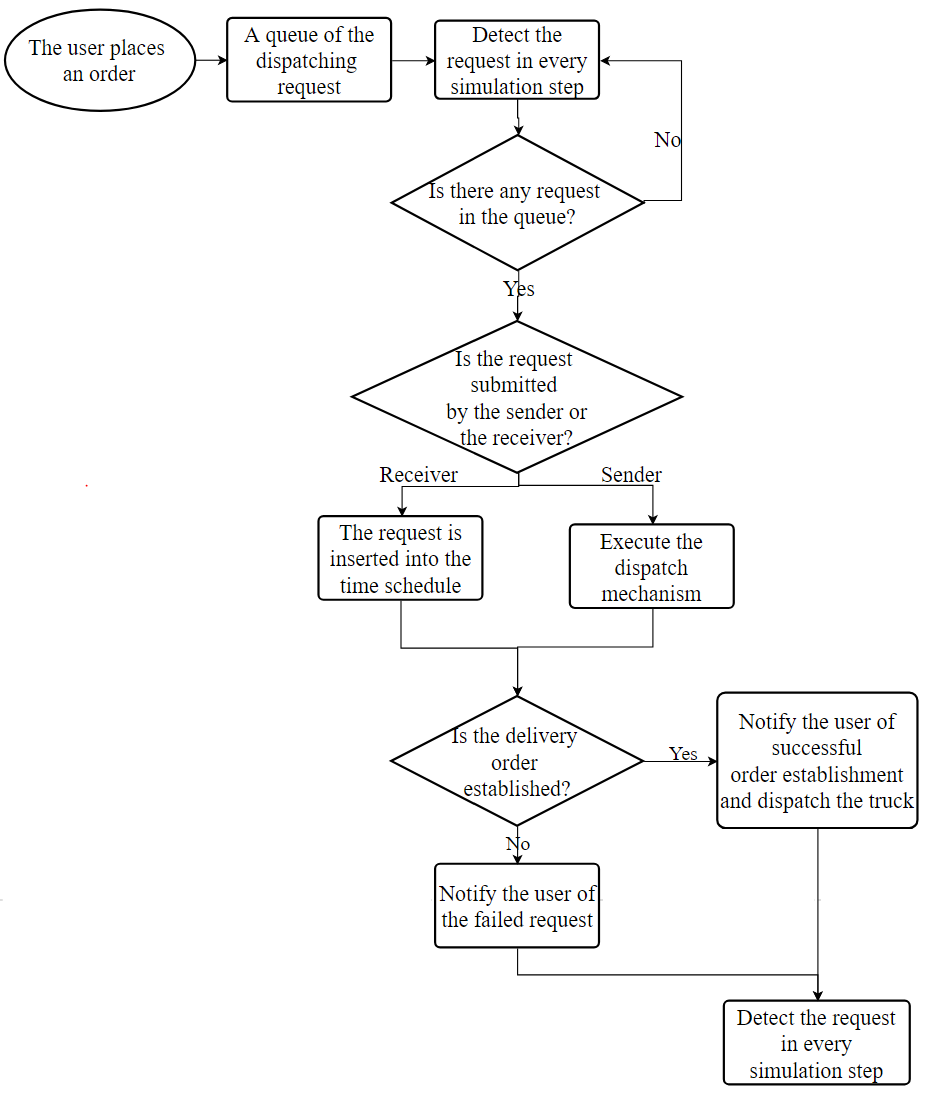 The user places
an order
A queue of the
dispatching
request
Detect the
request in every
simulation step
No
Is there any request
in the queue?
Yes
Is the request
submitted
by the sender or
the receiver?
Receiver
Sender
The request is
inserted into the
time schedule
Execute the
dispatch
mechanism
Is the delivery
order
established?
Yes
Notify the user of
successful
order establishment
and dispatch the truck
No
Notify the user of
the failed request
Detect the request
in every
simulation step